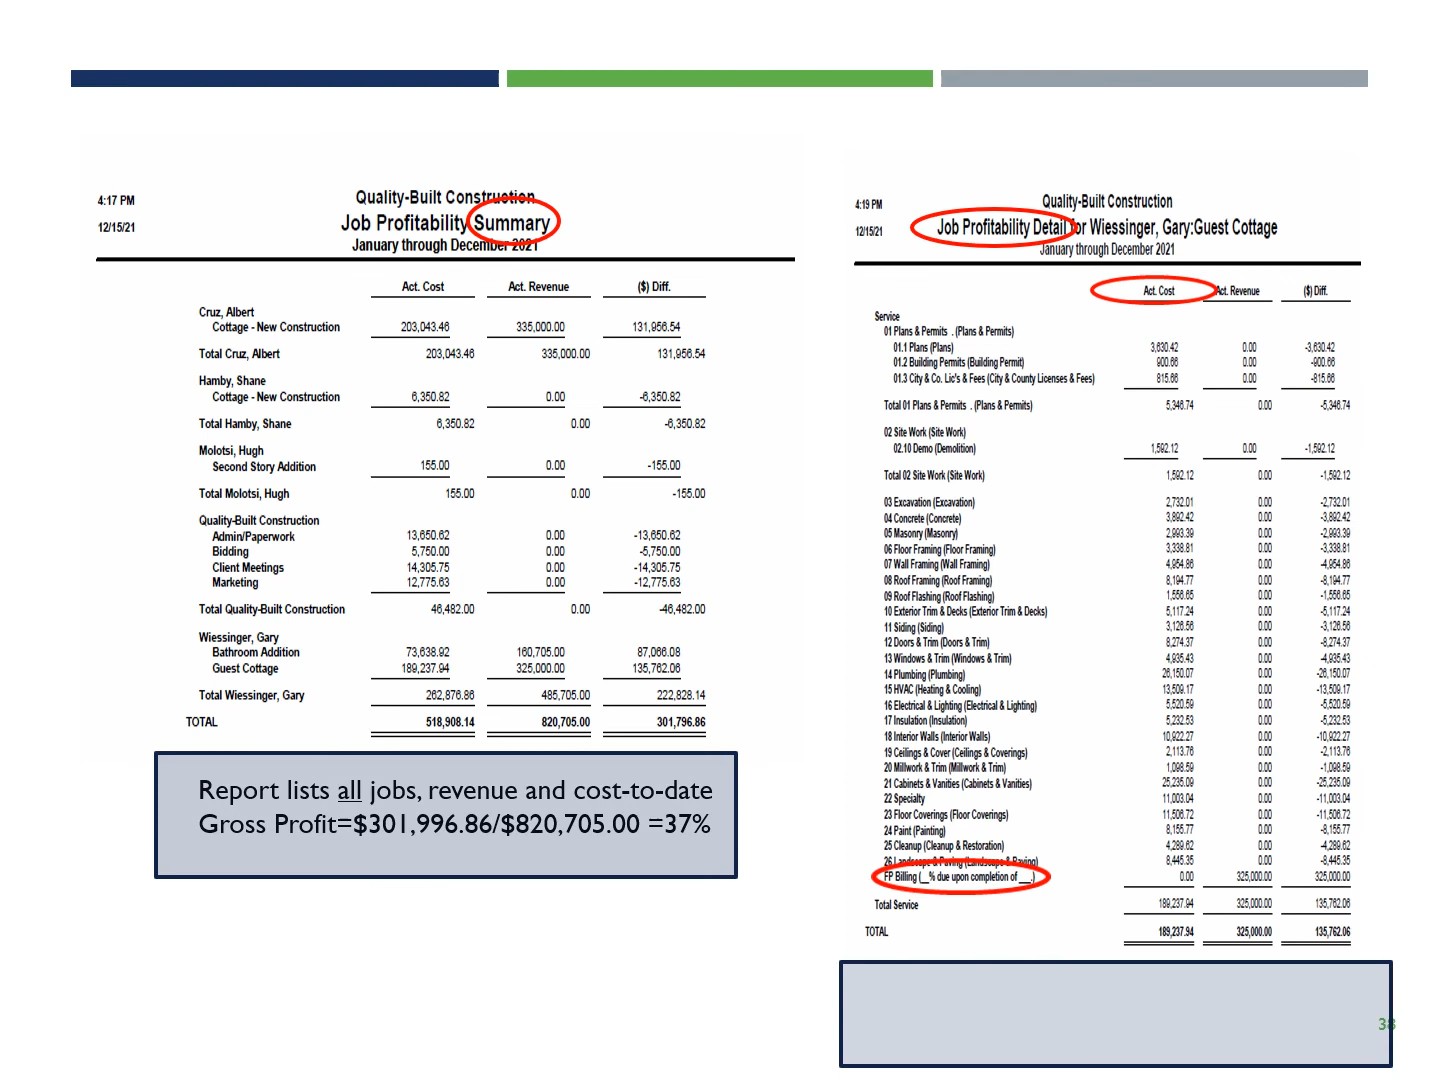 4:17 PM
12/15/21
Quality-Built Construction
Job Profitability Summary
January through December 2021
Act. Cost Act. Revenue ($) Diff.
Cruz, Albert
Cottage - New Construction 203,043.46 335,000.00 131,956.54
Total Cruz, Albert 203,043.46 335,000.00 131,956.54
Hamby, Shane
Cottage - New Construction 6,350.82 0.00 -6,350.82
Total Hamby, Shane 6,350.82 0.00 -6,350.82
Molotsi, Hugh
Second Story Addition 155.00 0.00 -155.00
Total Molotsi, Hugh 155.00 0.00 -155.00
Quality-Built Construction
Admin/Paperwork 13,650.62 0.00 -13,650.62
Bidding 5,750.00 0.00 -5,750.00
Client Meetings 14,305.75 0.00 -14,305.75
Marketing 12,775.63 0.00 -12,775.63
Total Quality-Built Construction 46,482.00 0.00 -46,482.00
Wiessinger, Gary
Bathroom Addition 73,638.92 160,705.00 87,066.08
Guest Cottage 189,237.94 325,000.00 135,762.06
Total Wiessinger, Gary 262,876.86 485,705.00 222,828.14
TOTAL 518,908.14 820,705.00 301,796.86
Report lists all jobs, revenue and cost-to-date
Gross Profit=$301,996.86/$820,705.00 =37%
4:19 PM
12/15/21
Quality-Built Construction
Job Profitability Detail for Wiessinger, Gary:Guest Cottage
January through December 2021
Act. Cost Act. Revenue ($) Diff.
Service
01 Plans & Permits . (Plans & Permits)
01.1 Plans (Plans) 3,630.42 0.00 -3,630.42
01.2 Building Permits (Building Permit) 900.66 0.00 -900.66
01.3 City & Co. Lic's & Fees (City & County Licenses & Fees) 815.66 0.00 -815.66
Total 01 Plans & Permits . (Plans & Permits) 5,346.74 0.00 -5,346.74
02 Site Work (Site Work)
02.10 Demo (Demolition) 1,592.12 0.00 -1,592.12
Total 02 Site Work (Site Work) 1,592.12 0.00 -1,592.12
03 Excavation (Excavation) 2,732.01 0.00 -2,732.01
04 Concrete (Concrete) 3,892.42 0.00 -3,892.42
05 Masonry (Masonry) 2,993.39 0.00 -2,993.39
06 Floor Framing (Floor Framing) 3,338.81 0.00 -3,338.81
07 Wall Framing (Wall Framing) 4,954.86 0.00 -4,954.86
08 Roof Framing (Roof Framing) 8,194.77 0.00 -8,194.77
09 Roof Flashing (Roof Flashing) 1,556.65 0.00 -1,556.65
10 Exterior Trim & Decks (Exterior Trim & Decks) 5,117.24 0.00 -5,117.24
11 Siding (Siding) 3,126.56 0.00 -3,126.56
12 Doors & Trim (Doors & Trim) 8,274.37 0.00 -8,274.37
13 Windows & Trim (Windows & Trim) 4,935.43 0.00 -4,935.43
14 Plumbing (Plumbing) 26,150.07 0.00 -26,150.07
15 HVAC (Heating & Cooling) 13,509.17 0.00 -13,509.17
16 Electrical & Lighting (Electrical & Lighting) 5,520.59 0.00 -5,520.59
17 Insulation (Insulation) 5,232.53 0.00 -5,232.53
18 Interior Walls (Interior Walls) 10,922.27 0.00 -10,922.27
19 Ceilings & Cover (Ceilings & Coverings) 2,113.76 0.00 -2,113.76
20 Millwork & Trim (Millwork & Trim) 1,098.59 0.00 -1,098.59
21 Cabinets & Vanities (Cabinets & Vanities) 25,235.09 0.00 -25,235.09
22 Specialty 11,003.04 0.00 -11,003.04
23 Floor Coverings (Floor Coverings) 11,506.72 0.00 -11,506.72
24 Paint (Painting) 8,155.77 0.00 -8,155.77
25 Cleanup (Cleanup & Restoration) 4,289.62 0.00 -4,289.62
26 Landscape & Paving (Landscape & Paving) 8,445.35 0.00 -8,445.35
FP Billing (__% due upon completion of ___.) 0.00 325,000.00 325,000.00
Total Service 189,237.94 325,000.00 135,762.06
TOTAL 189,237.94 325,000.00 135,762.06
38